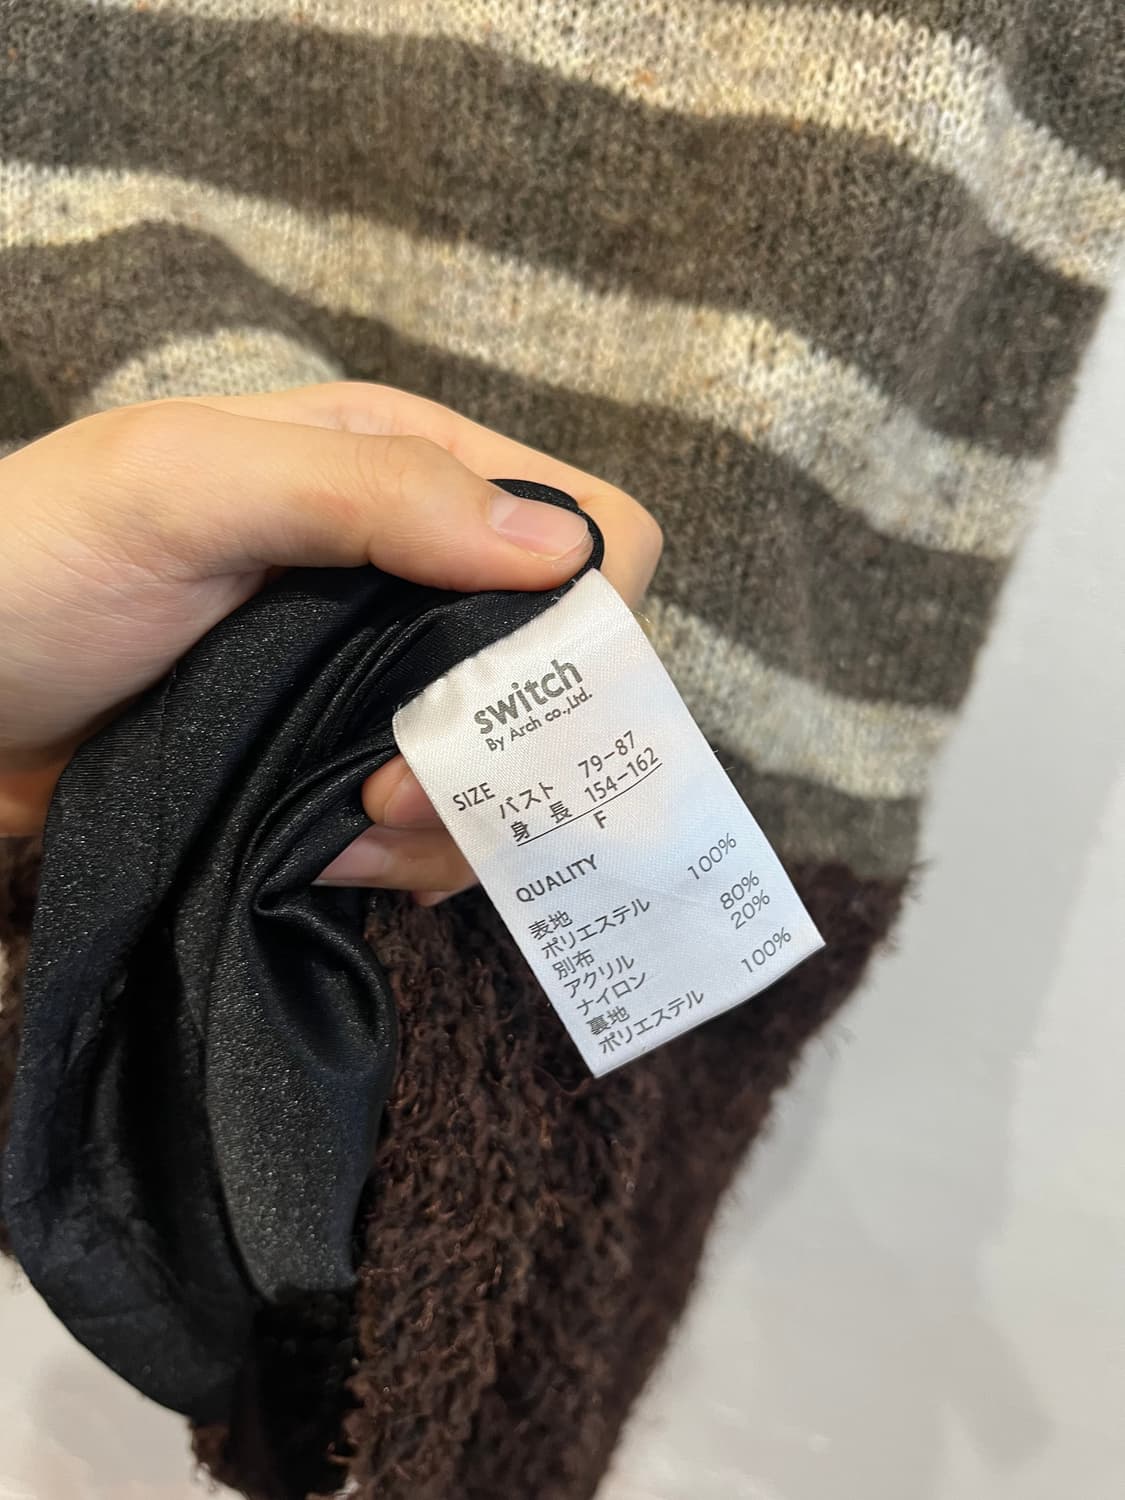 switch
By Arch co.,Ltd.
SIZE
バスト 79-87
身 長 154-162
F
QUALITY
表地
ポリエステル 100%
別布
アクリル 80%
ナイロン 20%
裏地
ポリエステル 100%